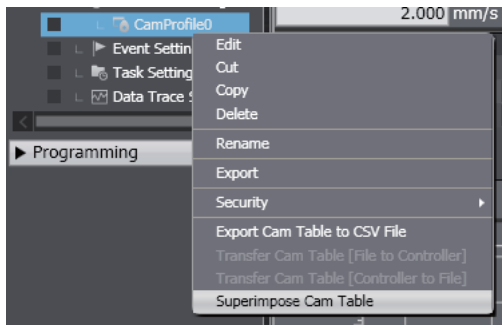 2.000 mm/s
CamProfile0
Event Settin
Task Setting
Data Trace S
Programming
Edit
Cut
Copy
Delete
Rename
Export
Security
Export Cam Table to CSV File
Transfer Cam Table [File to Controller]
Transfer Cam Table [Controller to File]
Superimpose Cam Table